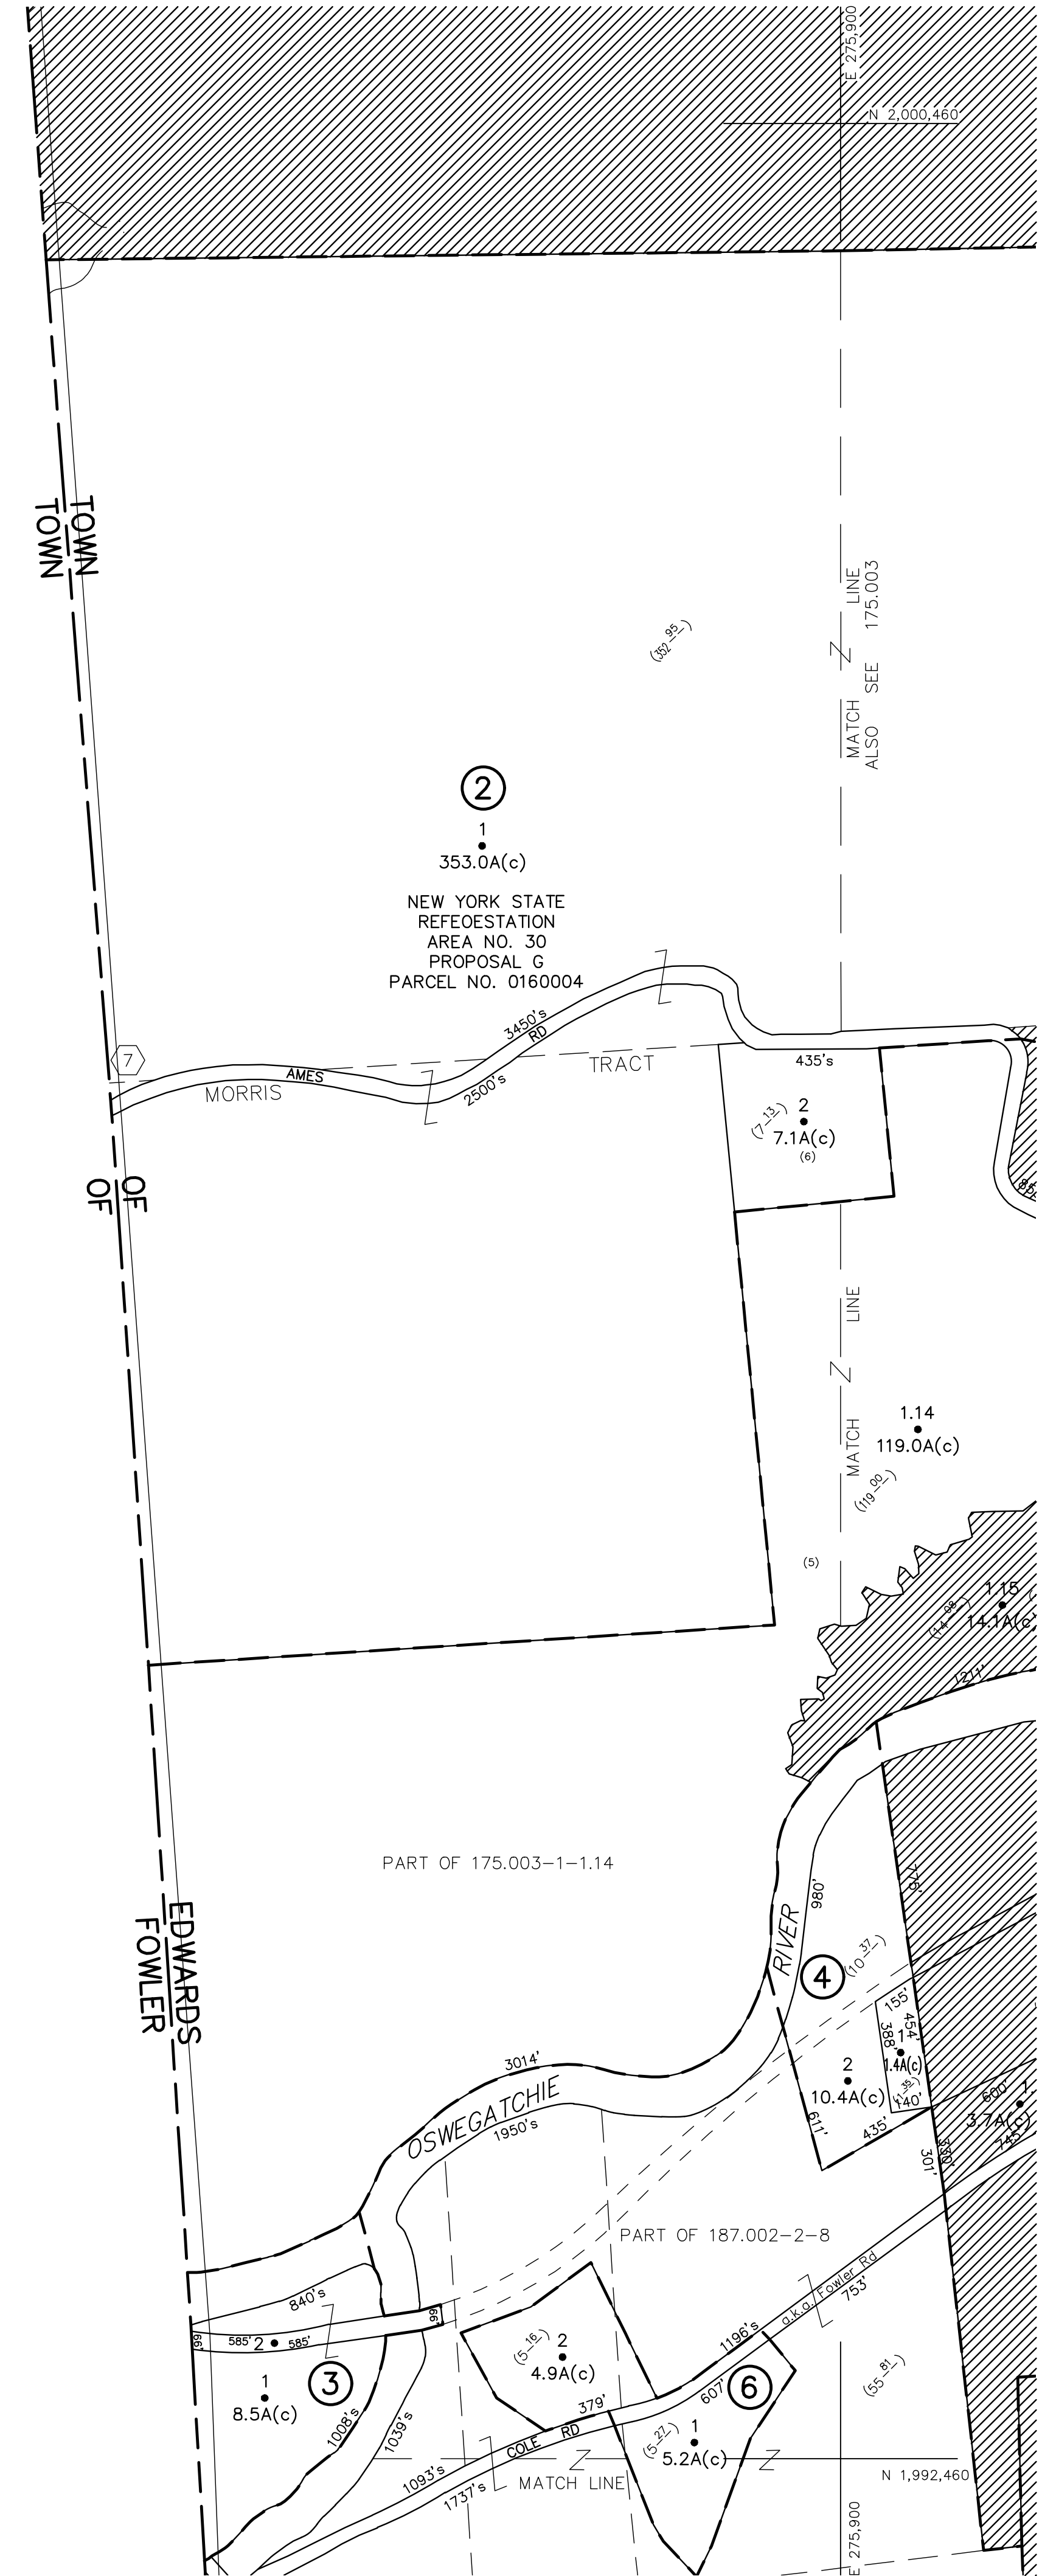 E 275,900
N 2,000,460
TOWN
TOWN
MATCH LINE
ALSO SEE 175.003
(352 95)
2
1
353.0A(c)
NEW YORK STATE
REFEOESTATION
AREA NO. 30
PROPOSAL G
PARCEL NO. 0160004
3450's
RD
TRACT
435's
7
AMES
MORRIS
2500's
2
(7 13)
7.1A(c)
(6)
OF
OF
MATCH LINE
1.14
119.0A(c)
(119 00)
(5)
1.15
(14 98)
14.1A(c)
1211'
PART OF 175.003-1-1.14
776'
980'
EDWARDS
FOWLER
RIVER
(10 37)
4
155'
454'
388'
1
1.4A(c)
(1 35)
140'
2
10.4A(c)
600'
1.
3.7A(c)
745'
611'
435'
330'
301'
3014'
OSWEGATCHIE
1950's
PART OF 187.002-2-8
a.k.a. Fowler Rd
753'
840's
66'
66'
585'
2
585'
1
8.5A(c)
3
1008's
1039's
(5 16)
2
4.9A(c)
1196's
(55 81)
6
607'
379'
COLE RD
(5 27)
1
5.2A(c)
1093's
1737's
MATCH LINE
N 1,992,460
E 275,900